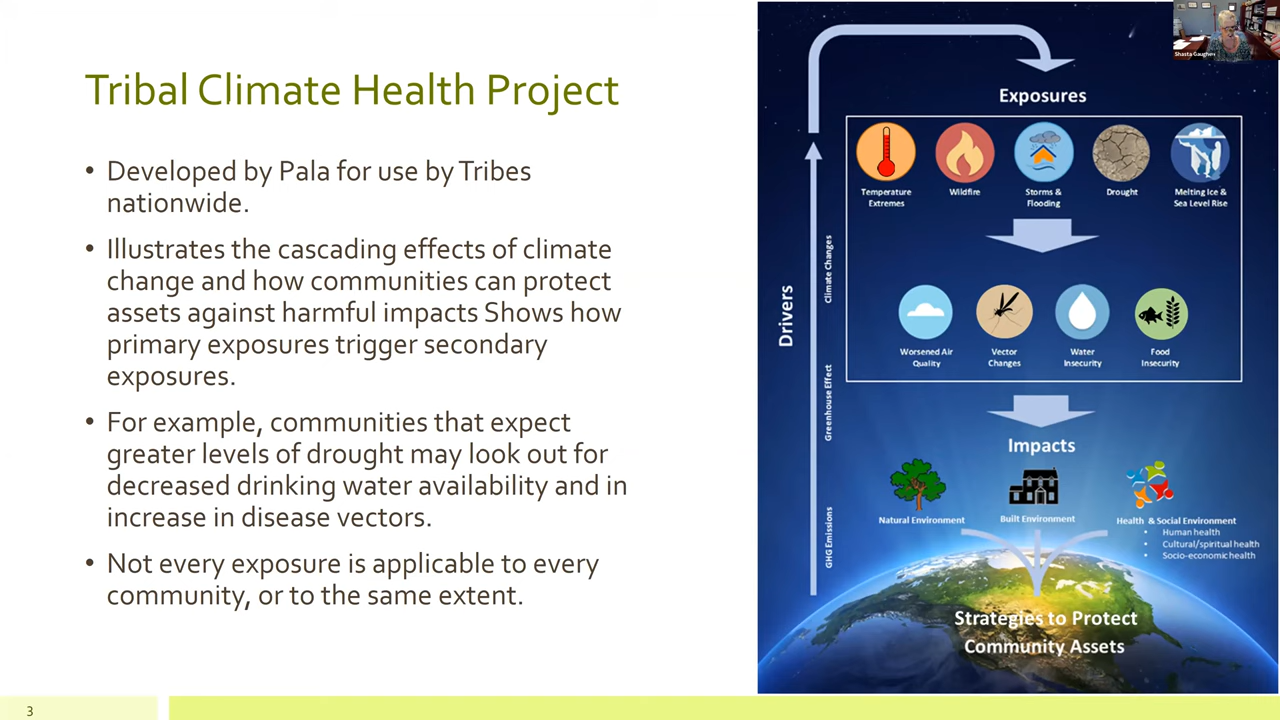 Tribal Climate Health Project
• Developed by Pala for use by Tribes
nationwide.
• Illustrates the cascading effects of climate
change and how communities can protect
assets against harmful impacts Shows how
primary exposures trigger secondary
exposures.
• For example, communities that expect
greater levels of drought may look out for
decreased drinking water availability and in
increase in disease vectors.
• Not every exposure is applicable to every
community, or to the same extent.
3
Shasta Gaughen
Exposures
Temperature
Extremes
Wildfire
Storms &
Flooding
Drought
Melting Ice &
Sea Level Rise
Drivers
Climate Changes
Greenhouse Effect
GHG Emissions
Worsened Air
Quality
Vector
Changes
Water
Insecurity
Food
Insecurity
Impacts
Natural Environment
Built Environment
Health & Social Environment
• Human health
• Cultural/spiritual health
• Socio-economic health
Strategies to Protect
Community Assets